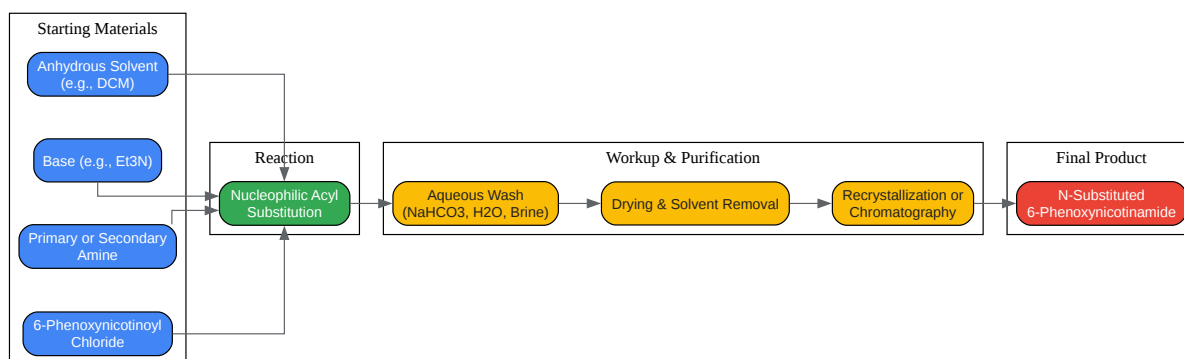 Starting Materials
Anhydrous Solvent
(e.g., DCM)
Base (e.g., Et3N)
Primary or Secondary
Amine
6-Phenoxynicotinoyl
Chloride
Reaction
Nucleophilic Acyl
Substitution
Workup & Purification
Aqueous Wash
(NaHCO3, H2O, Brine)
Drying & Solvent Removal
Recrystallization or
Chromatography
Final Product
N-Substituted
6-Phenoxynicotinamide